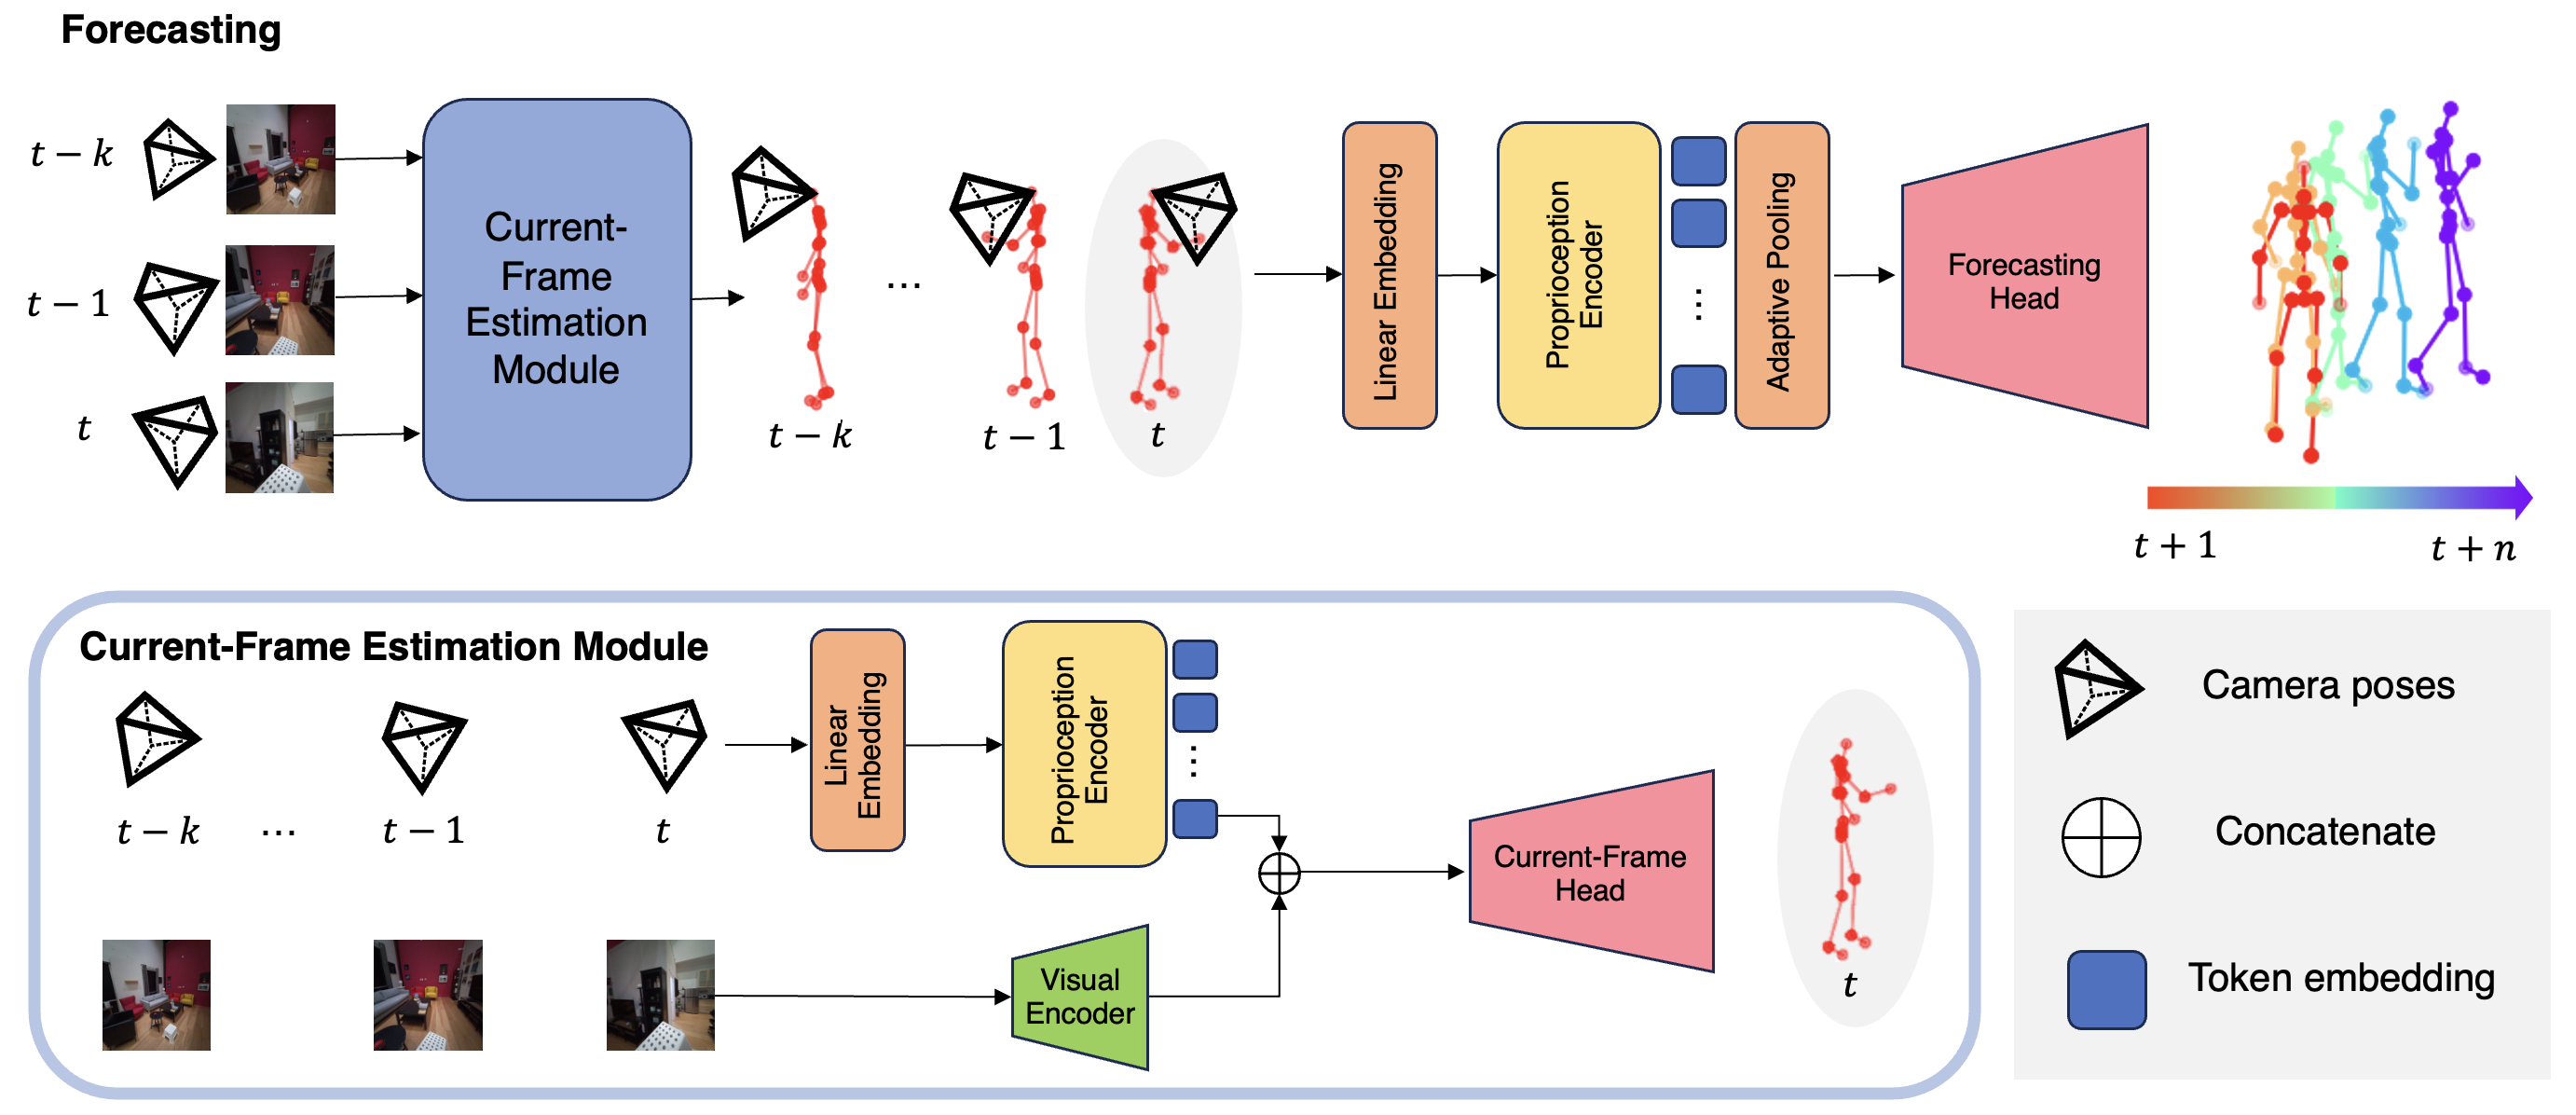 Forecasting
t − k
t − 1
t
Current-
Frame
Estimation
Module
...
t − k
t − 1
t
Linear Embedding
Proprioception
Encoder
...
Adaptive Pooling
Forecasting
Head
t + 1
t + n
Current-Frame Estimation Module
t − k
...
t − 1
t
Linear
Embedding
Proprioception
Encoder
...
Visual
Encoder
Current-Frame
Head
t
Camera poses
Concatenate
Token embedding